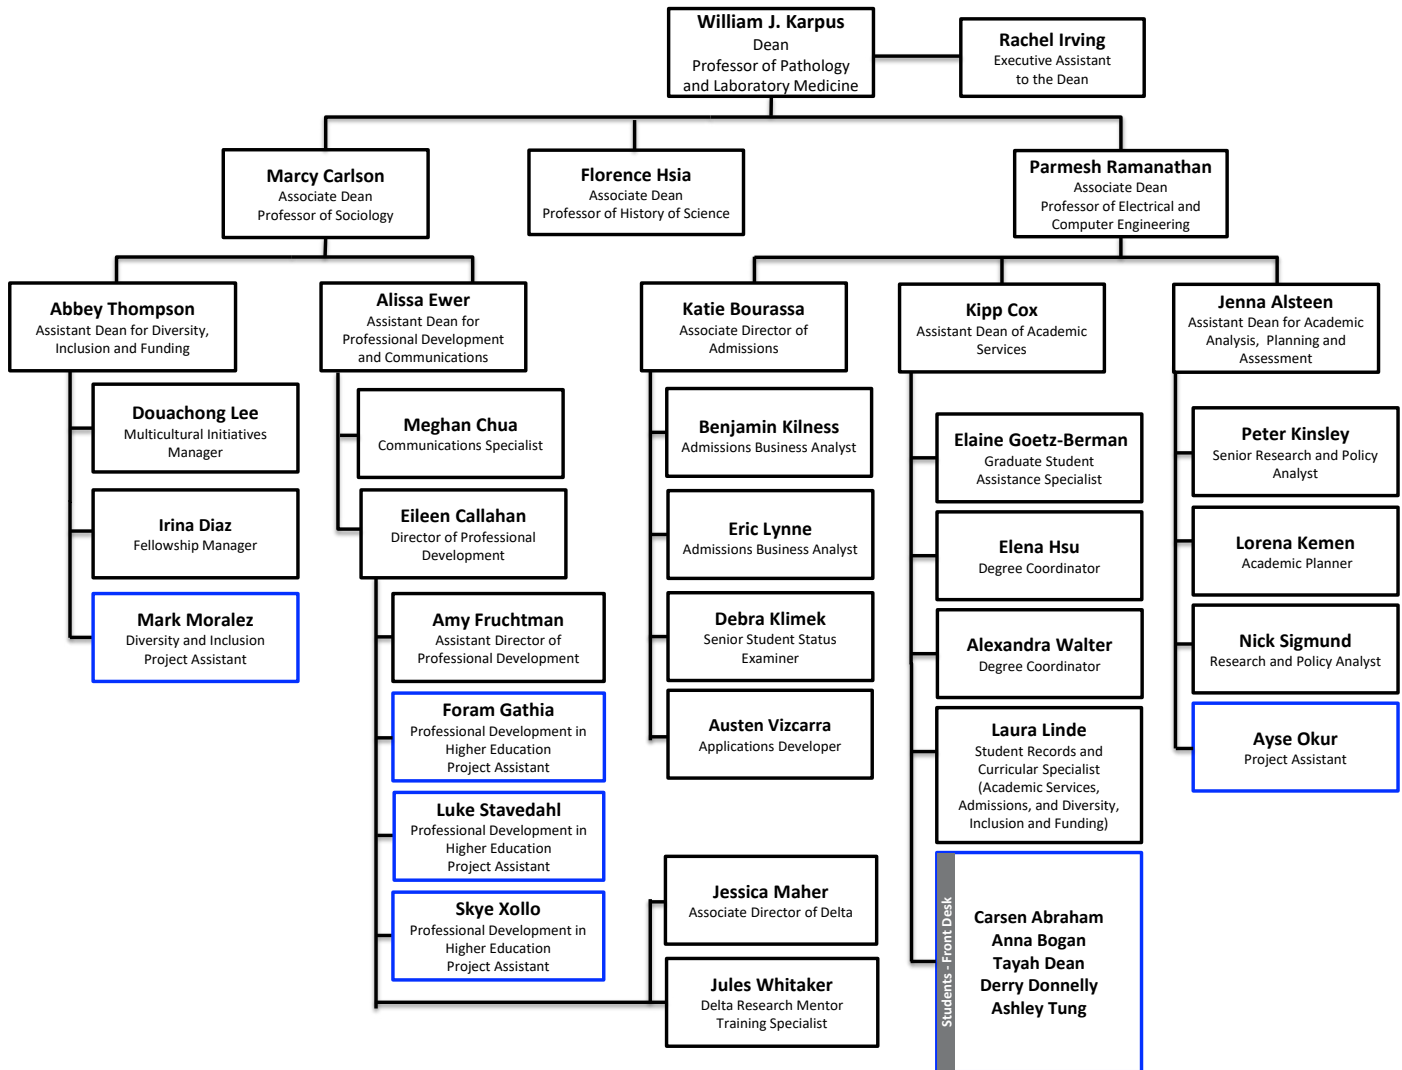 William J. Karpus
Dean
Professor of Pathology
and Laboratory Medicine
Rachel Irving
Executive Assistant
to the Dean
Marcy Carlson
Associate Dean
Professor of Sociology
Florence Hsia
Associate Dean
Professor of History of Science
Parmesh Ramanathan
Associate Dean
Professor of Electrical and
Computer Engineering
Abbey Thompson
Assistant Dean for Diversity,
Inclusion and Funding
Alissa Ewer
Assistant Dean for
Professional Development
and Communications
Katie Bourassa
Associate Director of
Admissions
Kipp Cox
Assistant Dean of Academic
Services
Jenna Alsteen
Assistant Dean for Academic
Analysis, Planning and
Assessment
Douachong Lee
Multicultural Initiatives
Manager
Irina Diaz
Fellowship Manager
Mark Moralez
Diversity and Inclusion
Project Assistant
Meghan Chua
Communications Specialist
Eileen Callahan
Director of Professional
Development
Amy Fruchtman
Assistant Director of
Professional Development
Foram Gathia
Professional Development in
Higher Education
Project Assistant
Luke Stavedahl
Professional Development in
Higher Education
Project Assistant
Skye Xollo
Professional Development in
Higher Education
Project Assistant
Jessica Maher
Associate Director of Delta
Jules Whitaker
Delta Research Mentor
Training Specialist
Benjamin Kilness
Admissions Business Analyst
Eric Lynne
Admissions Business Analyst
Debra Klimek
Senior Student Status
Examiner
Austen Vizcarra
Applications Developer
Elaine Goetz-Berman
Graduate Student
Assistance Specialist
Elena Hsu
Degree Coordinator
Alexandra Walter
Degree Coordinator
Laura Linde
Student Records and
Curricular Specialist
(Academic Services,
Admissions, and Diversity,
Inclusion and Funding)
Students - Front Desk
Carsen Abraham
Anna Bogan
Tayah Dean
Derry Donnelly
Ashley Tung
Peter Kinsley
Senior Research and Policy
Analyst
Lorena Kemen
Academic Planner
Nick Sigmund
Research and Policy Analyst
Ayse Okur
Project Assistant